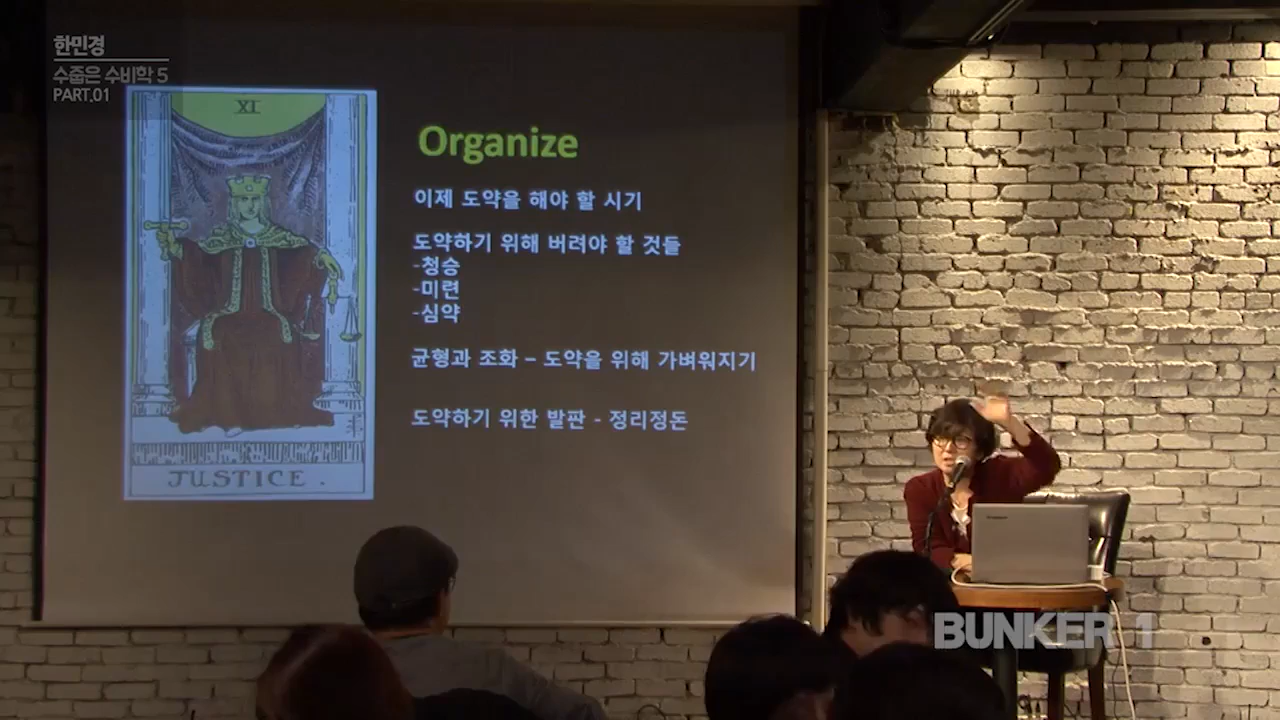 한민경
수줍은 수비학 5
PART.01
XI
JUSTICE .
Organize
이제 도약을 해야 할 시기
도약하기 위해 버려야 할 것들
-청승
-미련
-심약
균형과 조화 – 도약을 위해 가벼워지기
도약하기 위한 발판 - 정리정돈
BUNKER 1